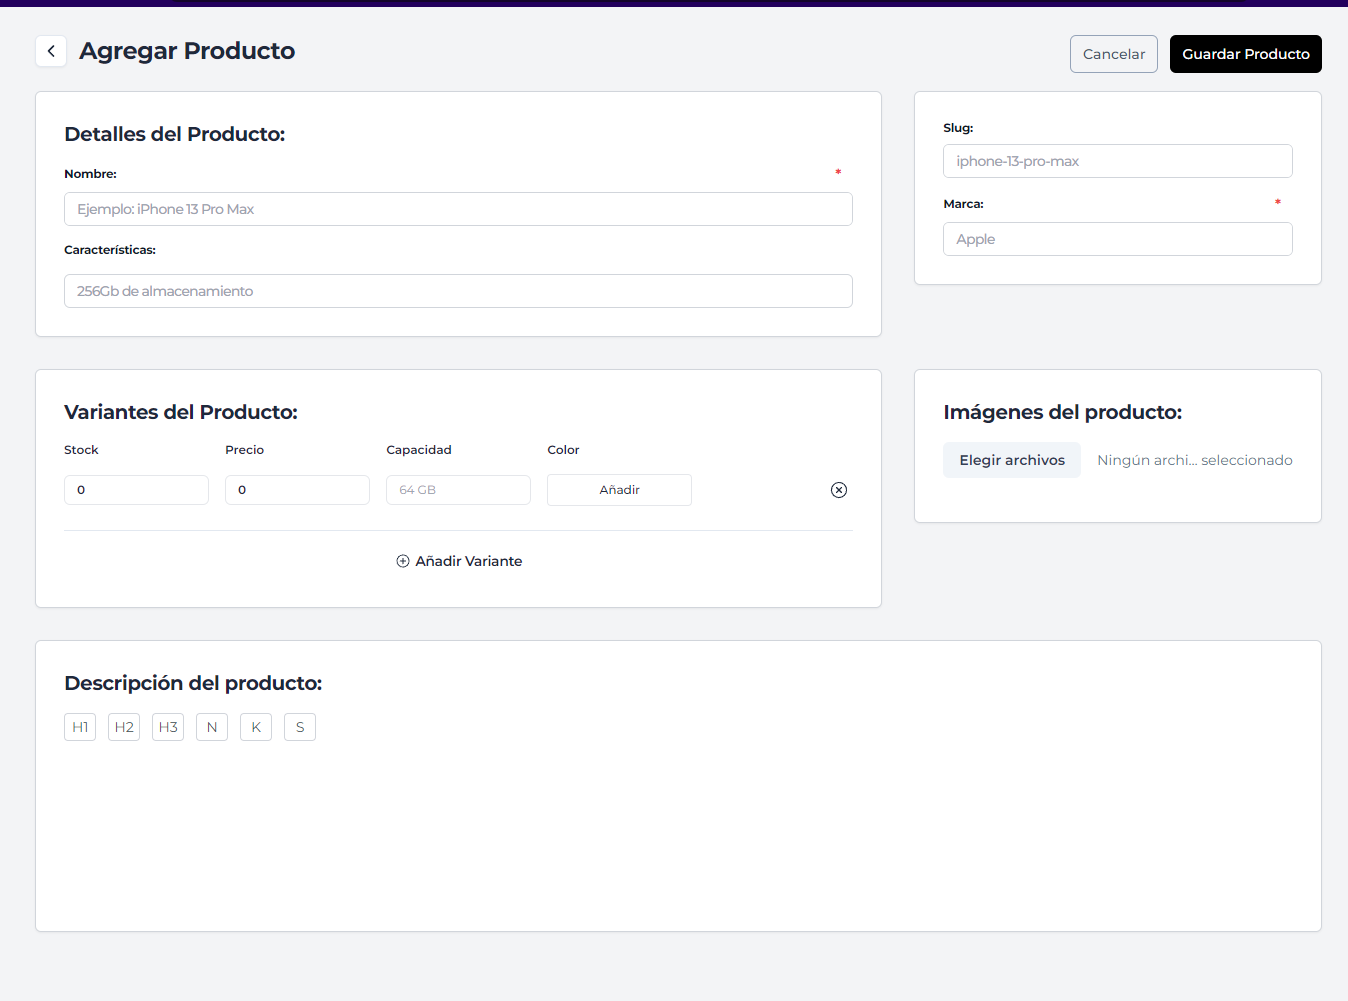 Agregar Producto
Cancelar
Guardar Producto
Detalles del Producto:
Nombre:
*
Ejemplo: iPhone 13 Pro Max
Características:
256Gb de almacenamiento
Slug:
iphone-13-pro-max
Marca:
*
Apple
Variantes del Producto:
Stock Precio Capacidad Color
0 0 64 GB Añadir
Añadir Variante
Imágenes del producto:
Elegir archivos Ningún archi... seleccionado
Descripción del producto:
H1 H2 H3 N K S